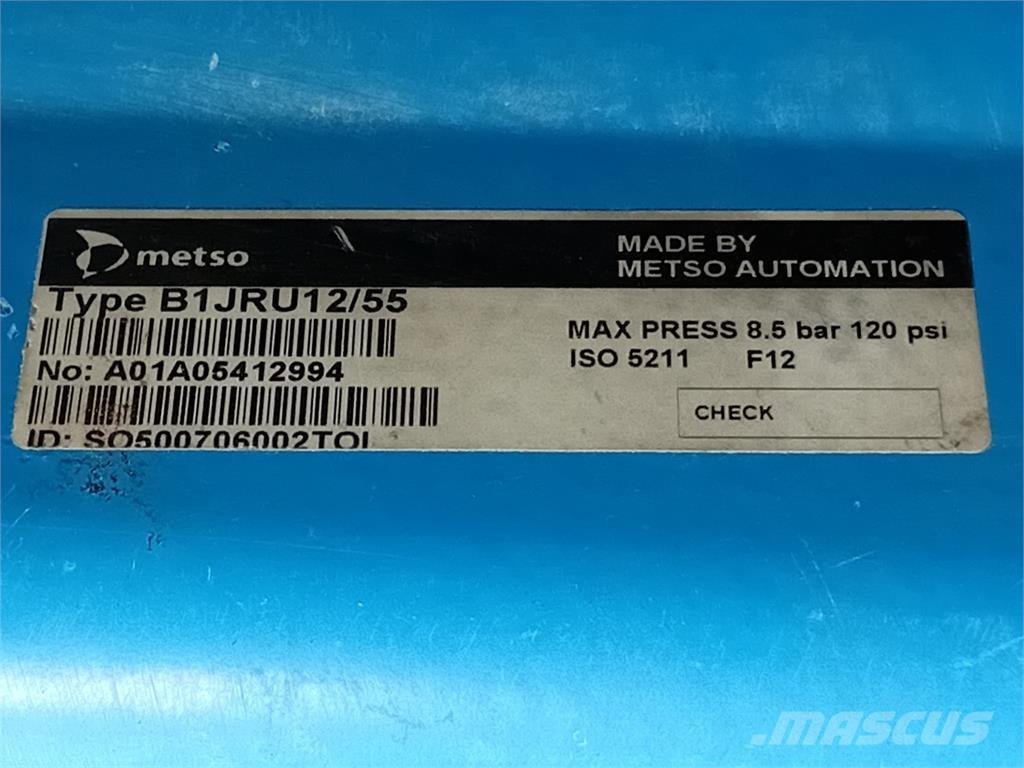 metso
MADE BY
METSO AUTOMATION
Type B1JRU12/55
MAX PRESS 8.5 bar 120 psi
ISO 5211 F12
No: A01A05412994
CHECK
ID: SO500706002TOI
MASCUS